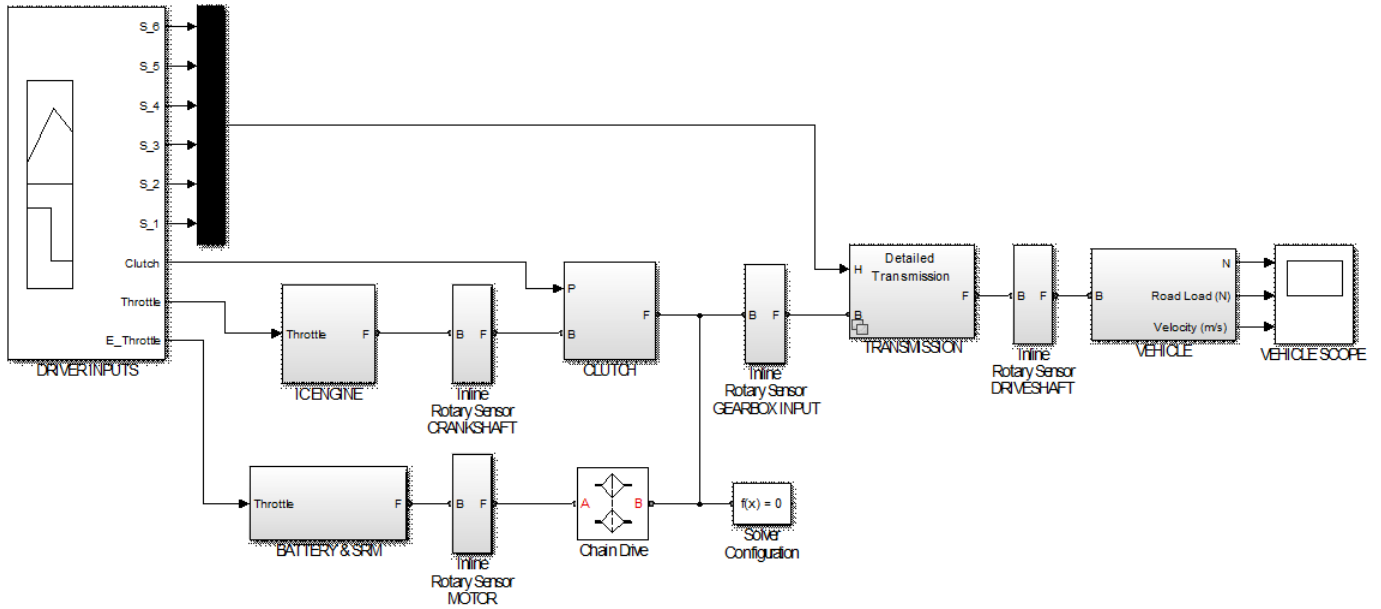 S_6
S_5
S_4
S_3
S_2
S_1
Clutch
Throttle
E_Throttle
DRIVER INPUTS
Throttle
F
IC ENGINE
B
F
Inline
Rotary Sensor
CRANKSHAFT
P
B
F
CLUTCH
B
F
Inline
Rotary Sensor
GEARBOX INPUT
Detailed
Transmission
H
B
F
TRANSMISSION
B
F
Inline
Rotary Sensor
DRIVESHAFT
B
N
Road Load (N)
Velocity (m/s)
VEHICLE
VEHICLE SCOPE
Throttle
F
BATTERY & SRM
B
F
Inline
Rotary Sensor
MOTOR
A
B
Chain Drive
f(x) = 0
Solver
Configuration